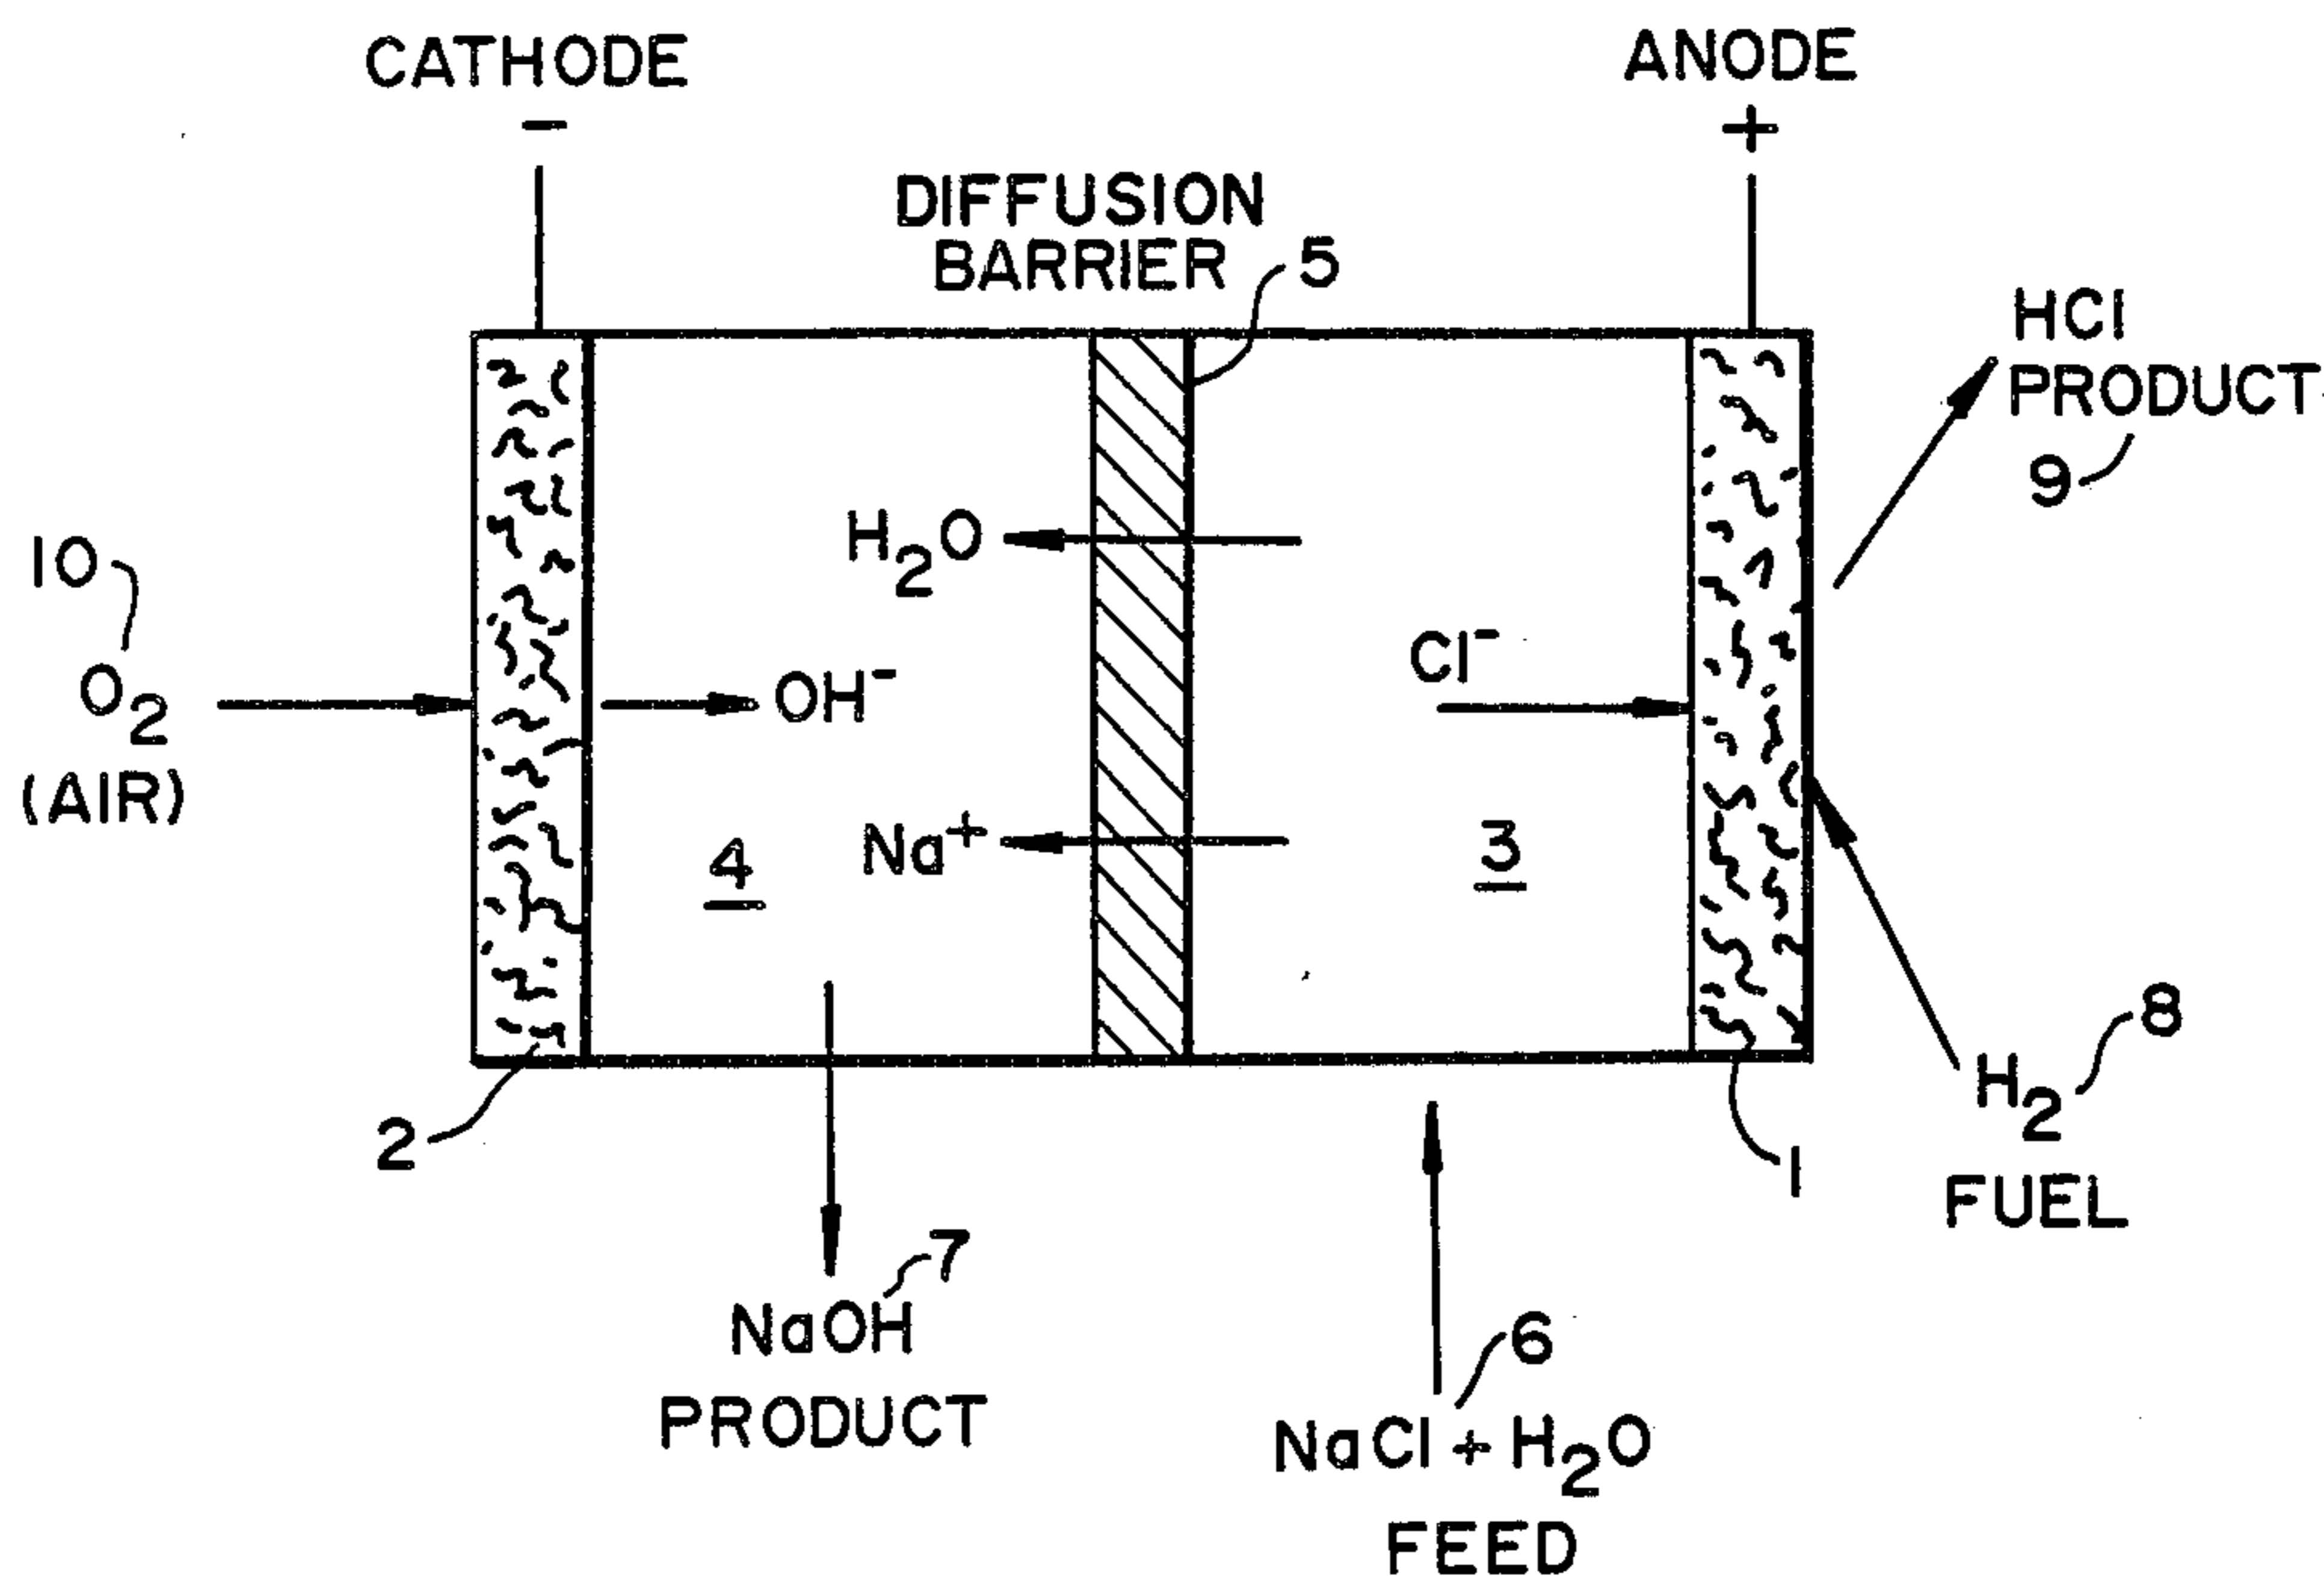 CATHODE
−
ANODE
+
DIFFUSION
BARRIER
5
HCl
PRODUCT
9
10
O₂
(AIR)
H₂O
OH⁻
Cl⁻
Na⁺
4
3
8
H₂
FUEL
2
1
7
NaOH
PRODUCT
6
NaCl + H₂O
FEED